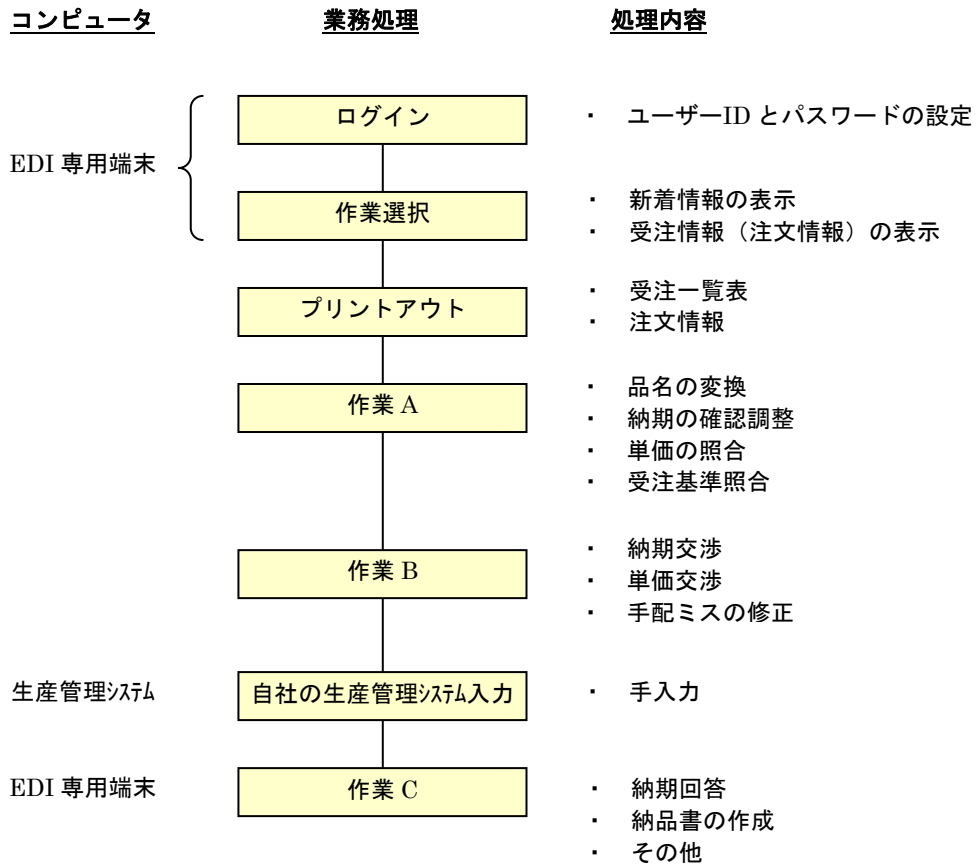 コンピュータ 業務処理 処理内容
ログイン ・ ユーザーID とパスワードの設定
EDI 専用端末
作業選択 ・ 新着情報の表示
・ 受注情報（注文情報）の表示
プリントアウト ・ 受注一覧表
・ 注文情報
作業 A ・ 品名の変換
・ 納期の確認調整
・ 単価の照合
・ 受注基準照合
作業 B ・ 納期交渉
・ 単価交渉
・ 手配ミスの修正
生産管理ｼｽﾃﾑ 自社の生産管理ｼｽﾃﾑ入力 ・ 手入力
EDI 専用端末 作業 C ・ 納期回答
・ 納品書の作成
・ その他